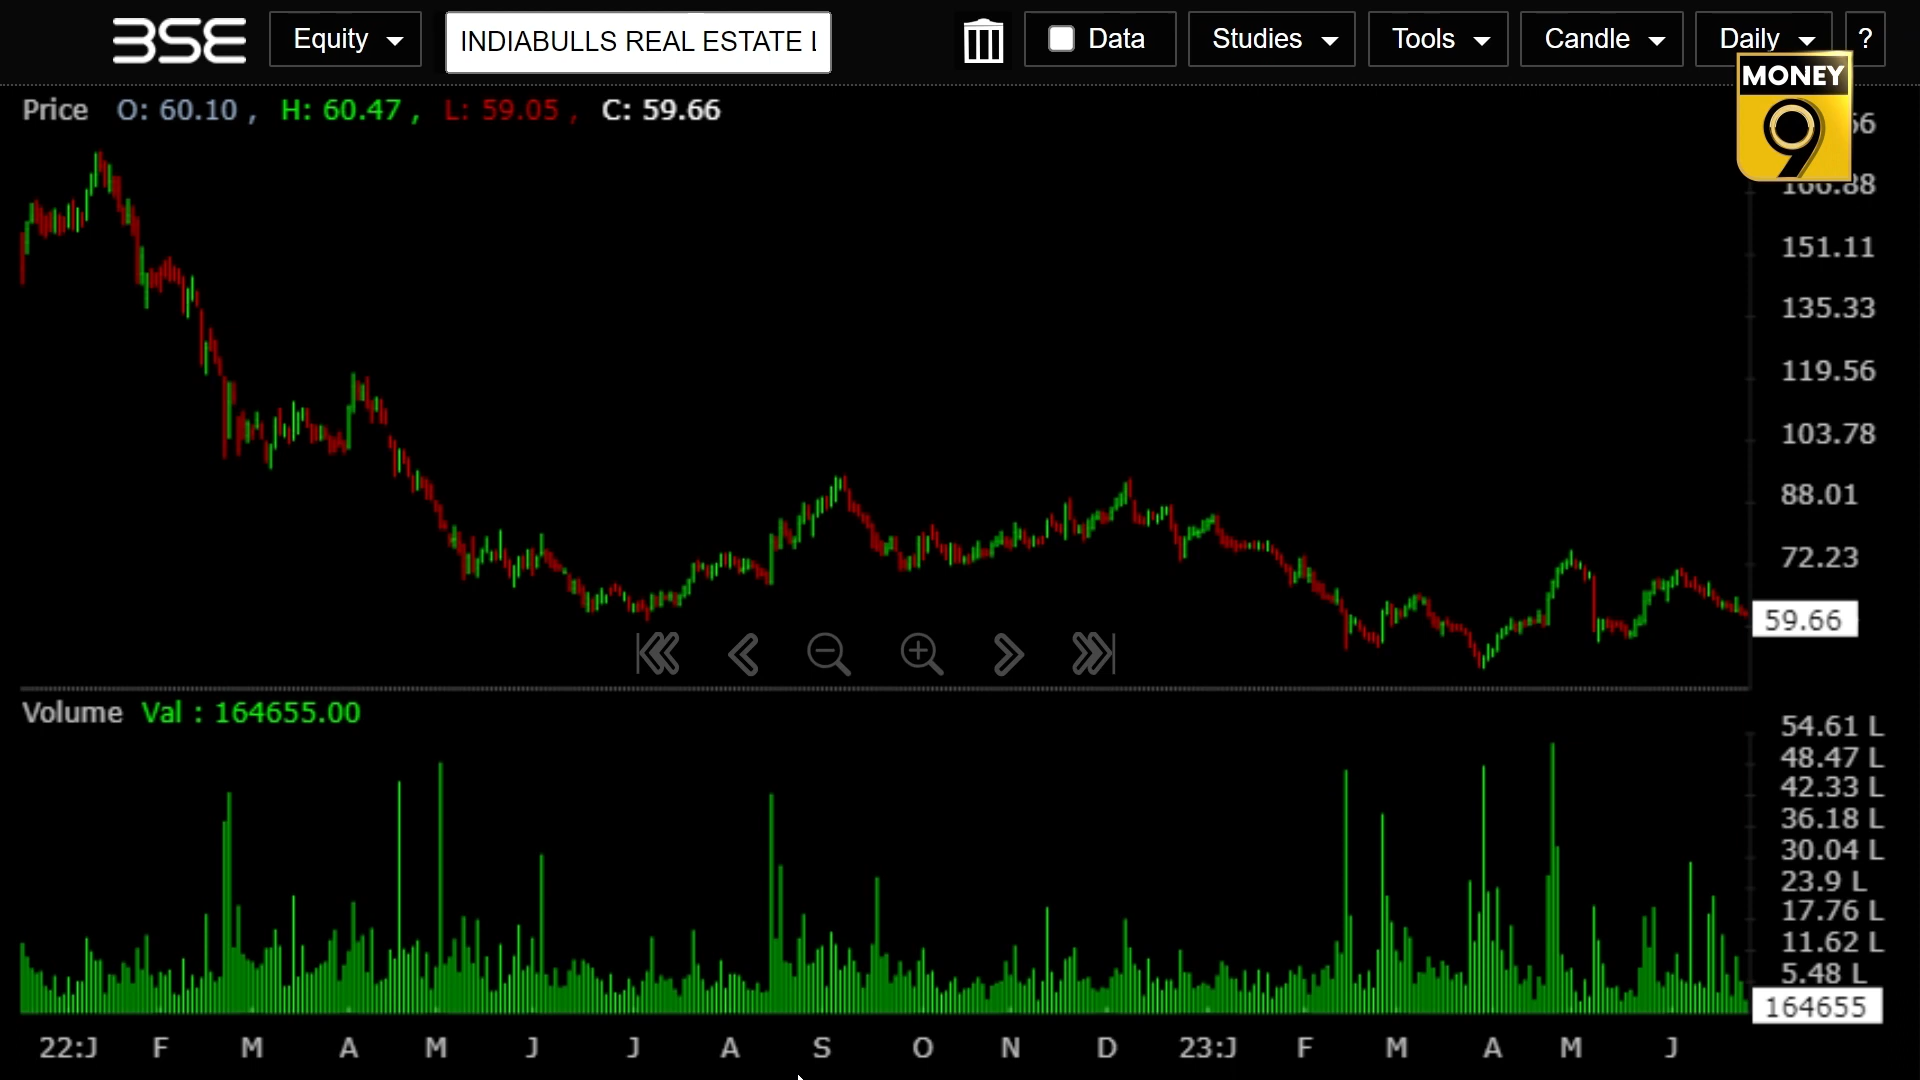 BSE Equity INDIABULLS REAL ESTATE Data Studies Tools Candle Daily ?
MONEY
9
Price O: 60.10 , H: 60.47 , L: 59.05 , C: 59.66
166.88
151.11
135.33
119.56
103.78
88.01
72.23
59.66
Volume Val : 164655.00
54.61 L
48.47 L
42.33 L
36.18 L
30.04 L
23.9 L
17.76 L
11.62 L
5.48 L
164655
22:J F M A M J J A S O N D 23:J F M A M J